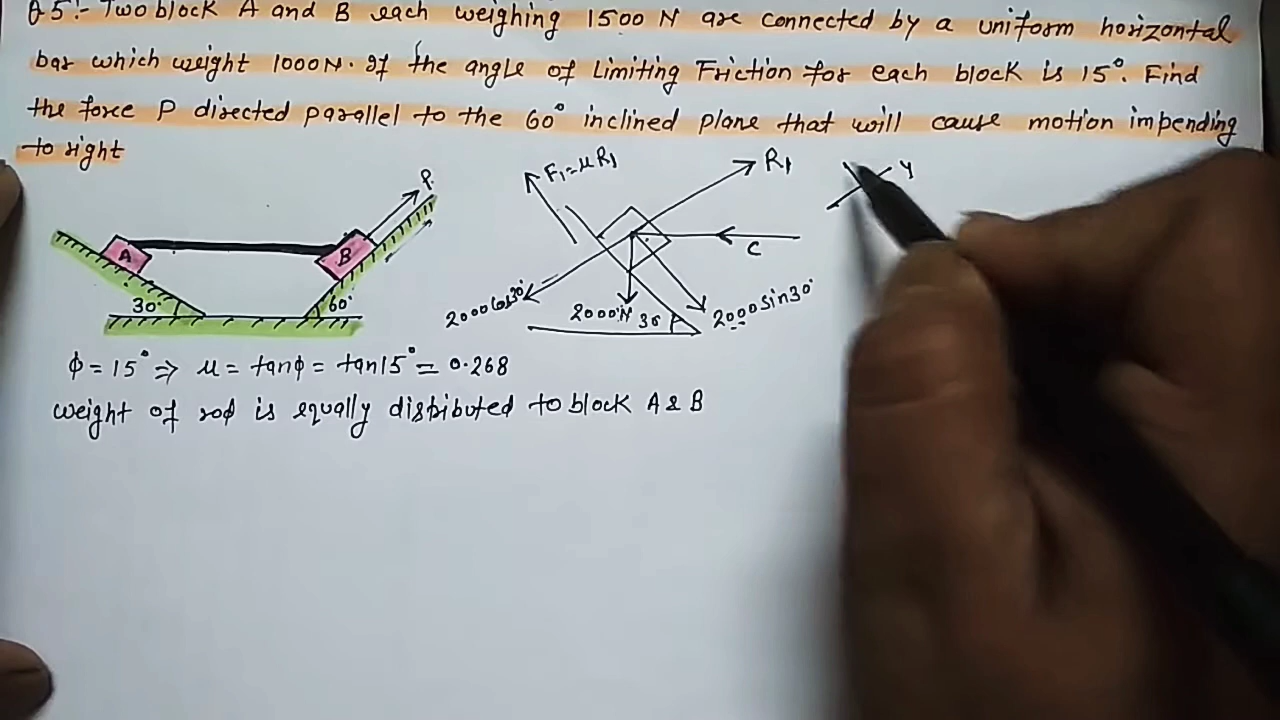 Q5:- Two block A and B each weighing 1500 N are connected by a uniform horizontal
bar which weight 1000N. If the angle of Limiting Friction for each block is 15°. Find
the force P directed parallel to the 60° inclined plane that will cause motion impending
to right
A
B
P
30°
60°
F₁=μR₁
R₁
C
2000cos30°
2000N
30
2000sin30°
Y
ϕ = 15° ⇒ μ = tanϕ = tan15° = 0.268
weight of rod is equally distributed to block A & B